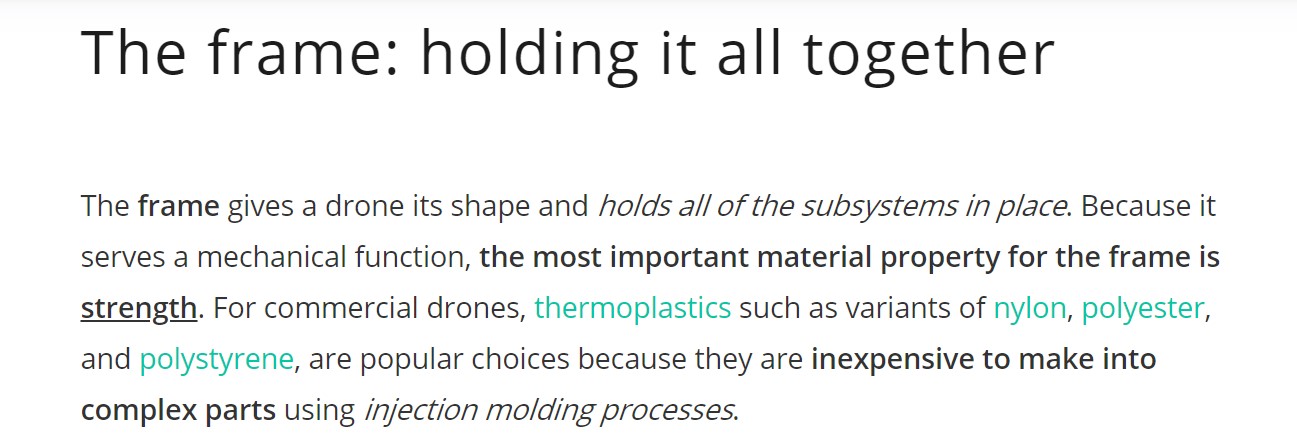 The frame: holding it all together
The frame gives a drone its shape and holds all of the subsystems in place. Because it
serves a mechanical function, the most important material property for the frame is
strength. For commercial drones, thermoplastics such as variants of nylon, polyester,
and polystyrene, are popular choices because they are inexpensive to make into
complex parts using injection molding processes.